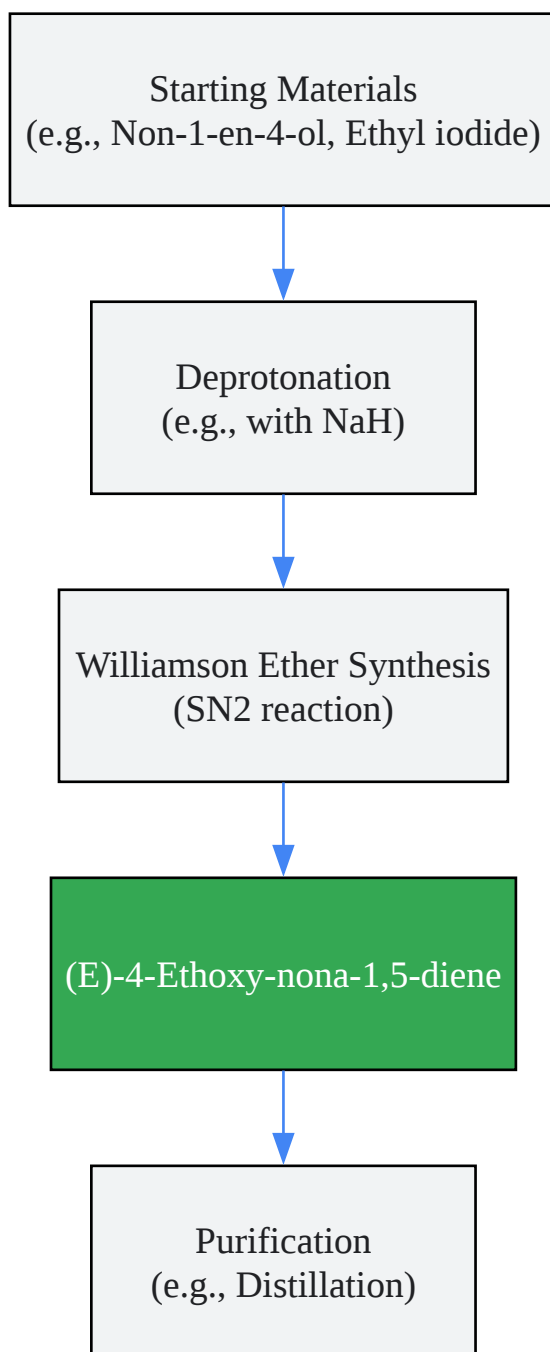 Starting Materials
(e.g., Non-1-en-4-ol, Ethyl iodide)
Deprotonation
(e.g., with NaH)
Williamson Ether Synthesis
(SN2 reaction)
(E)-4-Ethoxy-nona-1,5-diene
Purification
(e.g., Distillation)